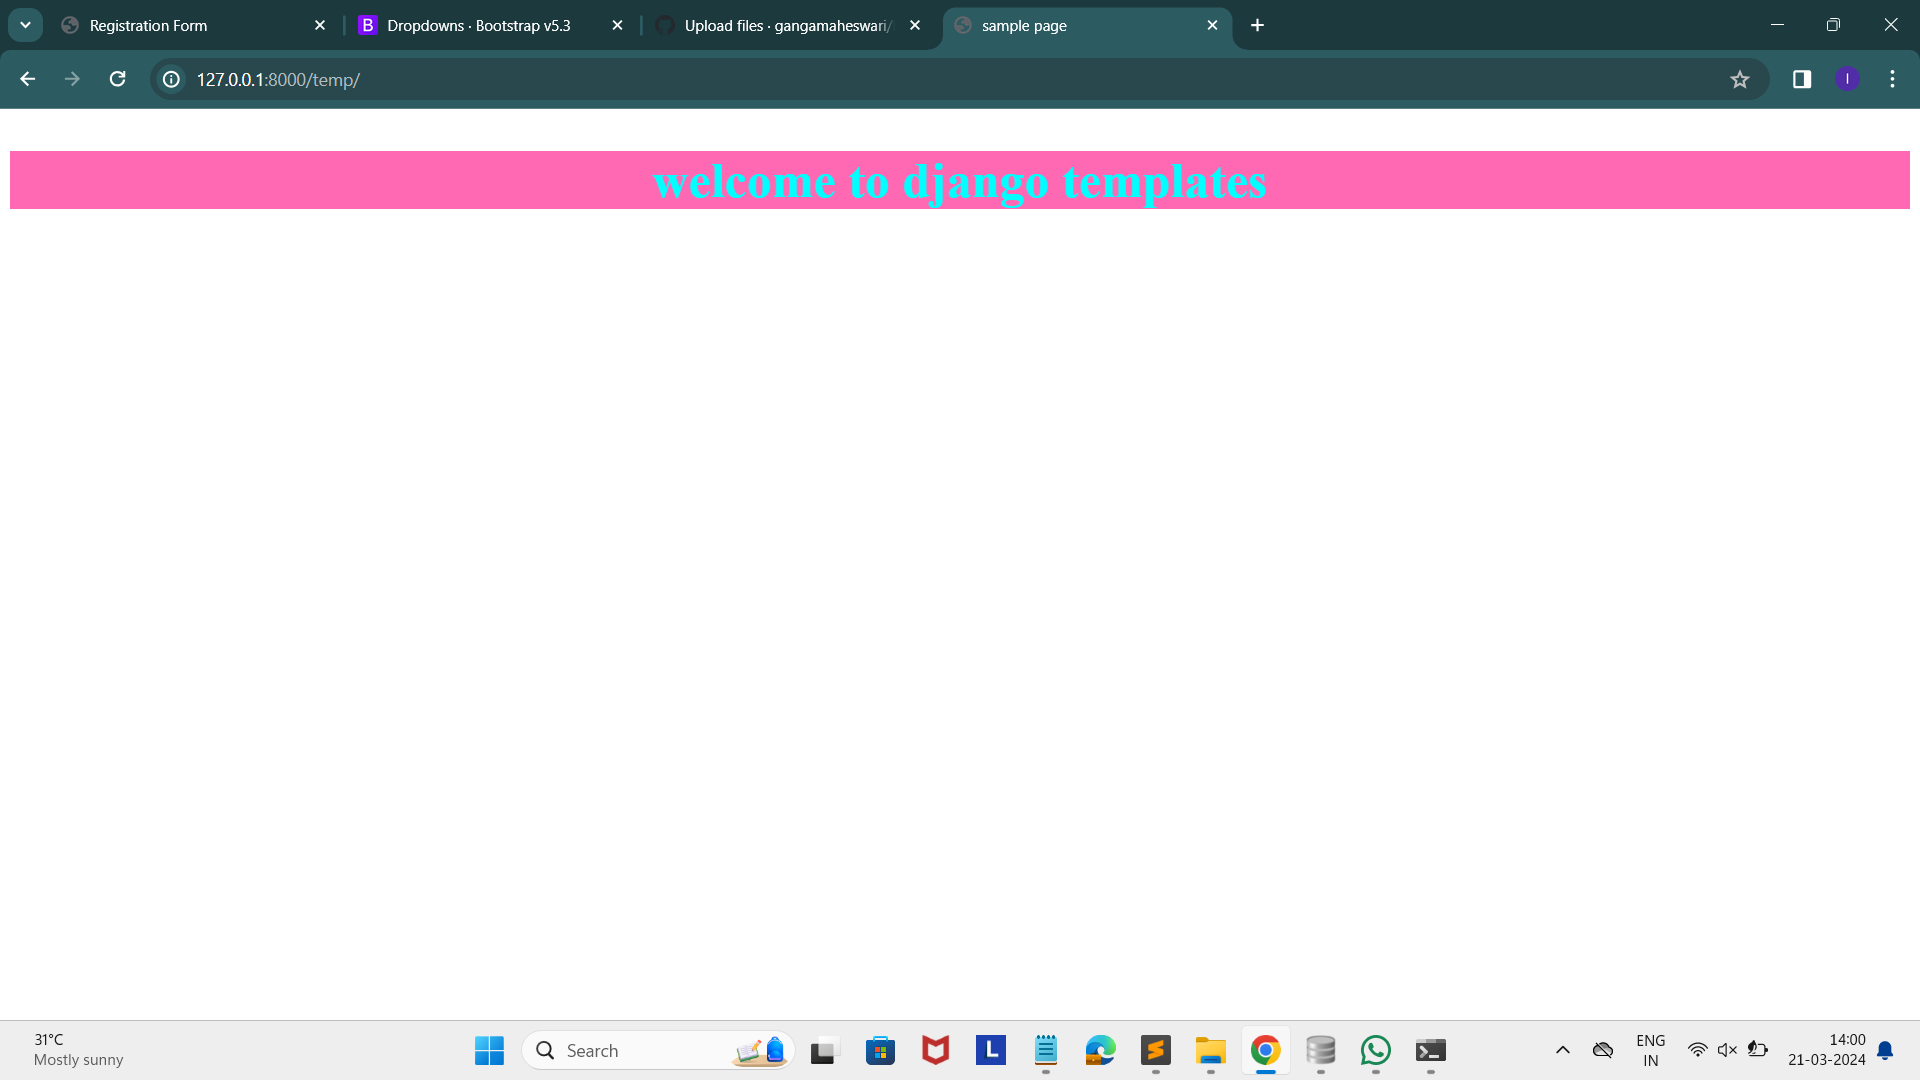 Registration Form
Dropdowns · Bootstrap v5.3
Upload files · gangamaheswari/
sample page
127.0.0.1:8000/temp/
I
welcome to django templates
31°C
Mostly sunny
Search
L
ENG
IN
14:00
21-03-2024